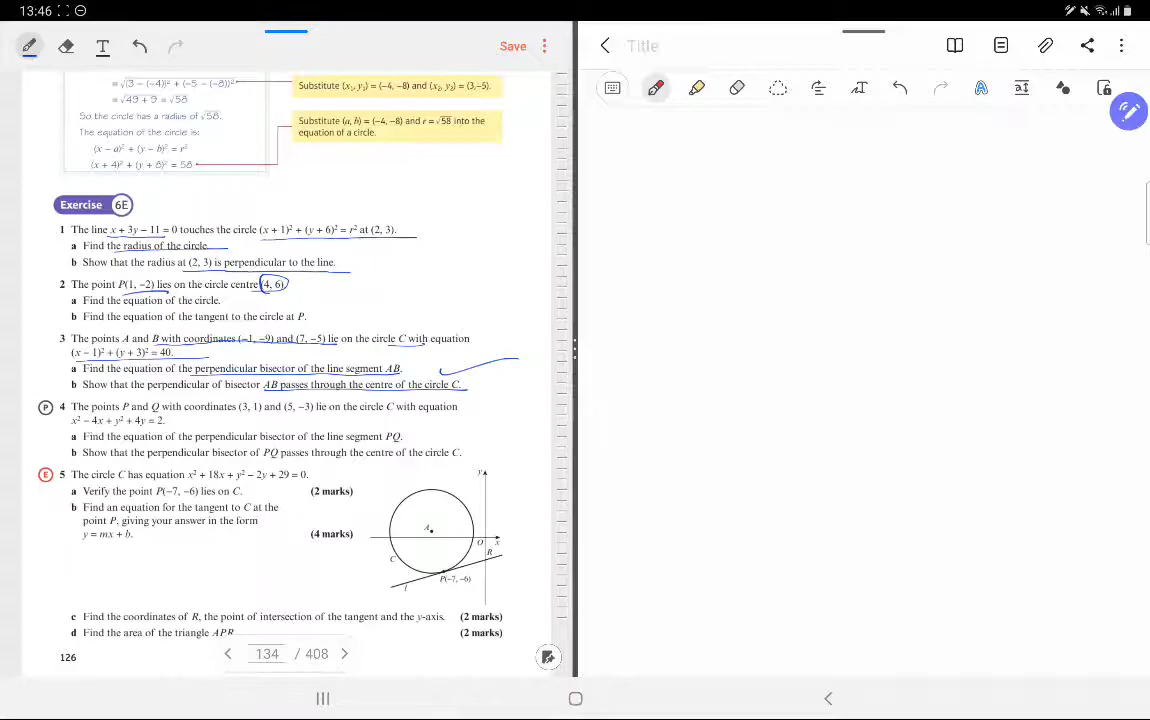 13:46
Save
Title
= √(3 – (–4))² + (–5 – (–8))²
= √49 + 9 = √58
Substitute (x₁, y₁) = (–4, –8) and (x₂, y₂) = (3,–5).
So the circle has a radius of √58.
The equation of the circle is:
(x – a)² + (y – b)² = r²
(x + 4)² + (y + 8)² = 58
Substitute (a, b) = (–4, –8) and r = √58 into the
equation of a circle.
Exercise 6E
1 The line x + 3y – 11 = 0 touches the circle (x + 1)² + (y + 6)² = r² at (2, 3).
a Find the radius of the circle.
b Show that the radius at (2, 3) is perpendicular to the line.
2 The point P(1, –2) lies on the circle centre (4, 6).
a Find the equation of the circle.
b Find the equation of the tangent to the circle at P.
3 The points A and B with coordinates (–1, –9) and (7, –5) lie on the circle C with equation
(x – 1)² + (y + 3)² = 40.
a Find the equation of the perpendicular bisector of the line segment AB.
b Show that the perpendicular of bisector AB passes through the centre of the circle C.
P 4 The points P and Q with coordinates (3, 1) and (5, –3) lie on the circle C with equation
x² – 4x + y² + 4y = 2.
a Find the equation of the perpendicular bisector of the line segment PQ.
b Show that the perpendicular bisector of PQ passes through the centre of the circle C.
E 5 The circle C has equation x² + 18x + y² – 2y + 29 = 0.
a Verify the point P(–7, –6) lies on C. (2 marks)
b Find an equation for the tangent to C at the
point P, giving your answer in the form
y = mx + b. (4 marks)
y
A
O x
C R
P(–7, –6)
l
c Find the coordinates of R, the point of intersection of the tangent and the y-axis. (2 marks)
d Find the area of the triangle APR. (2 marks)
126
134 / 408